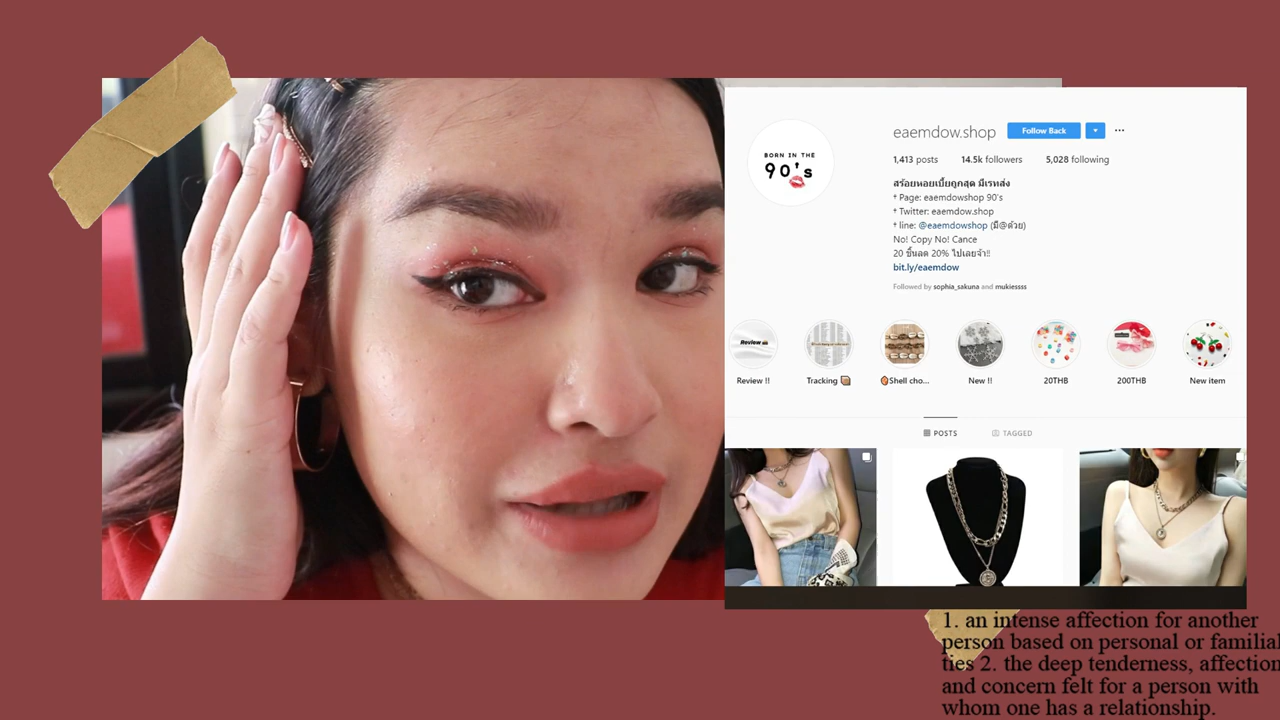 BORN IN THE
90's
eaemdow.shop Follow Back
1,413 posts 14.5k followers 5,028 following
สร้อยหอยเบี้ยถูกสุด มีเรทส่ง
† Page: eaemdowshop 90's
† Twitter: eaemdow.shop
† line: @eaemdowshop (มี@ด้วย)
No! Copy No! Cance
20 ชิ้นลด 20% ไปเลยจ้า!!
bit.ly/eaemdow
Followed by sophia_sakuna and mukiessss
Review
Review !! Tracking Shell cho... New !! 20THB 200THB New item
POSTS TAGGED
1. an intense affection for another
person based on personal or familial
ties 2. the deep tenderness, affection
and concern felt for a person with
whom one has a relationship.